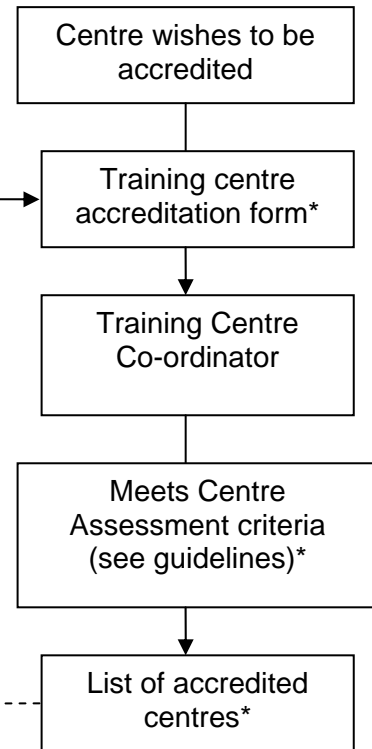 Centre wishes to be
accredited
Training centre
accreditation form*
Training Centre
Co-ordinator
Meets Centre
Assessment criteria
(see guidelines)*
List of accredited
centres*